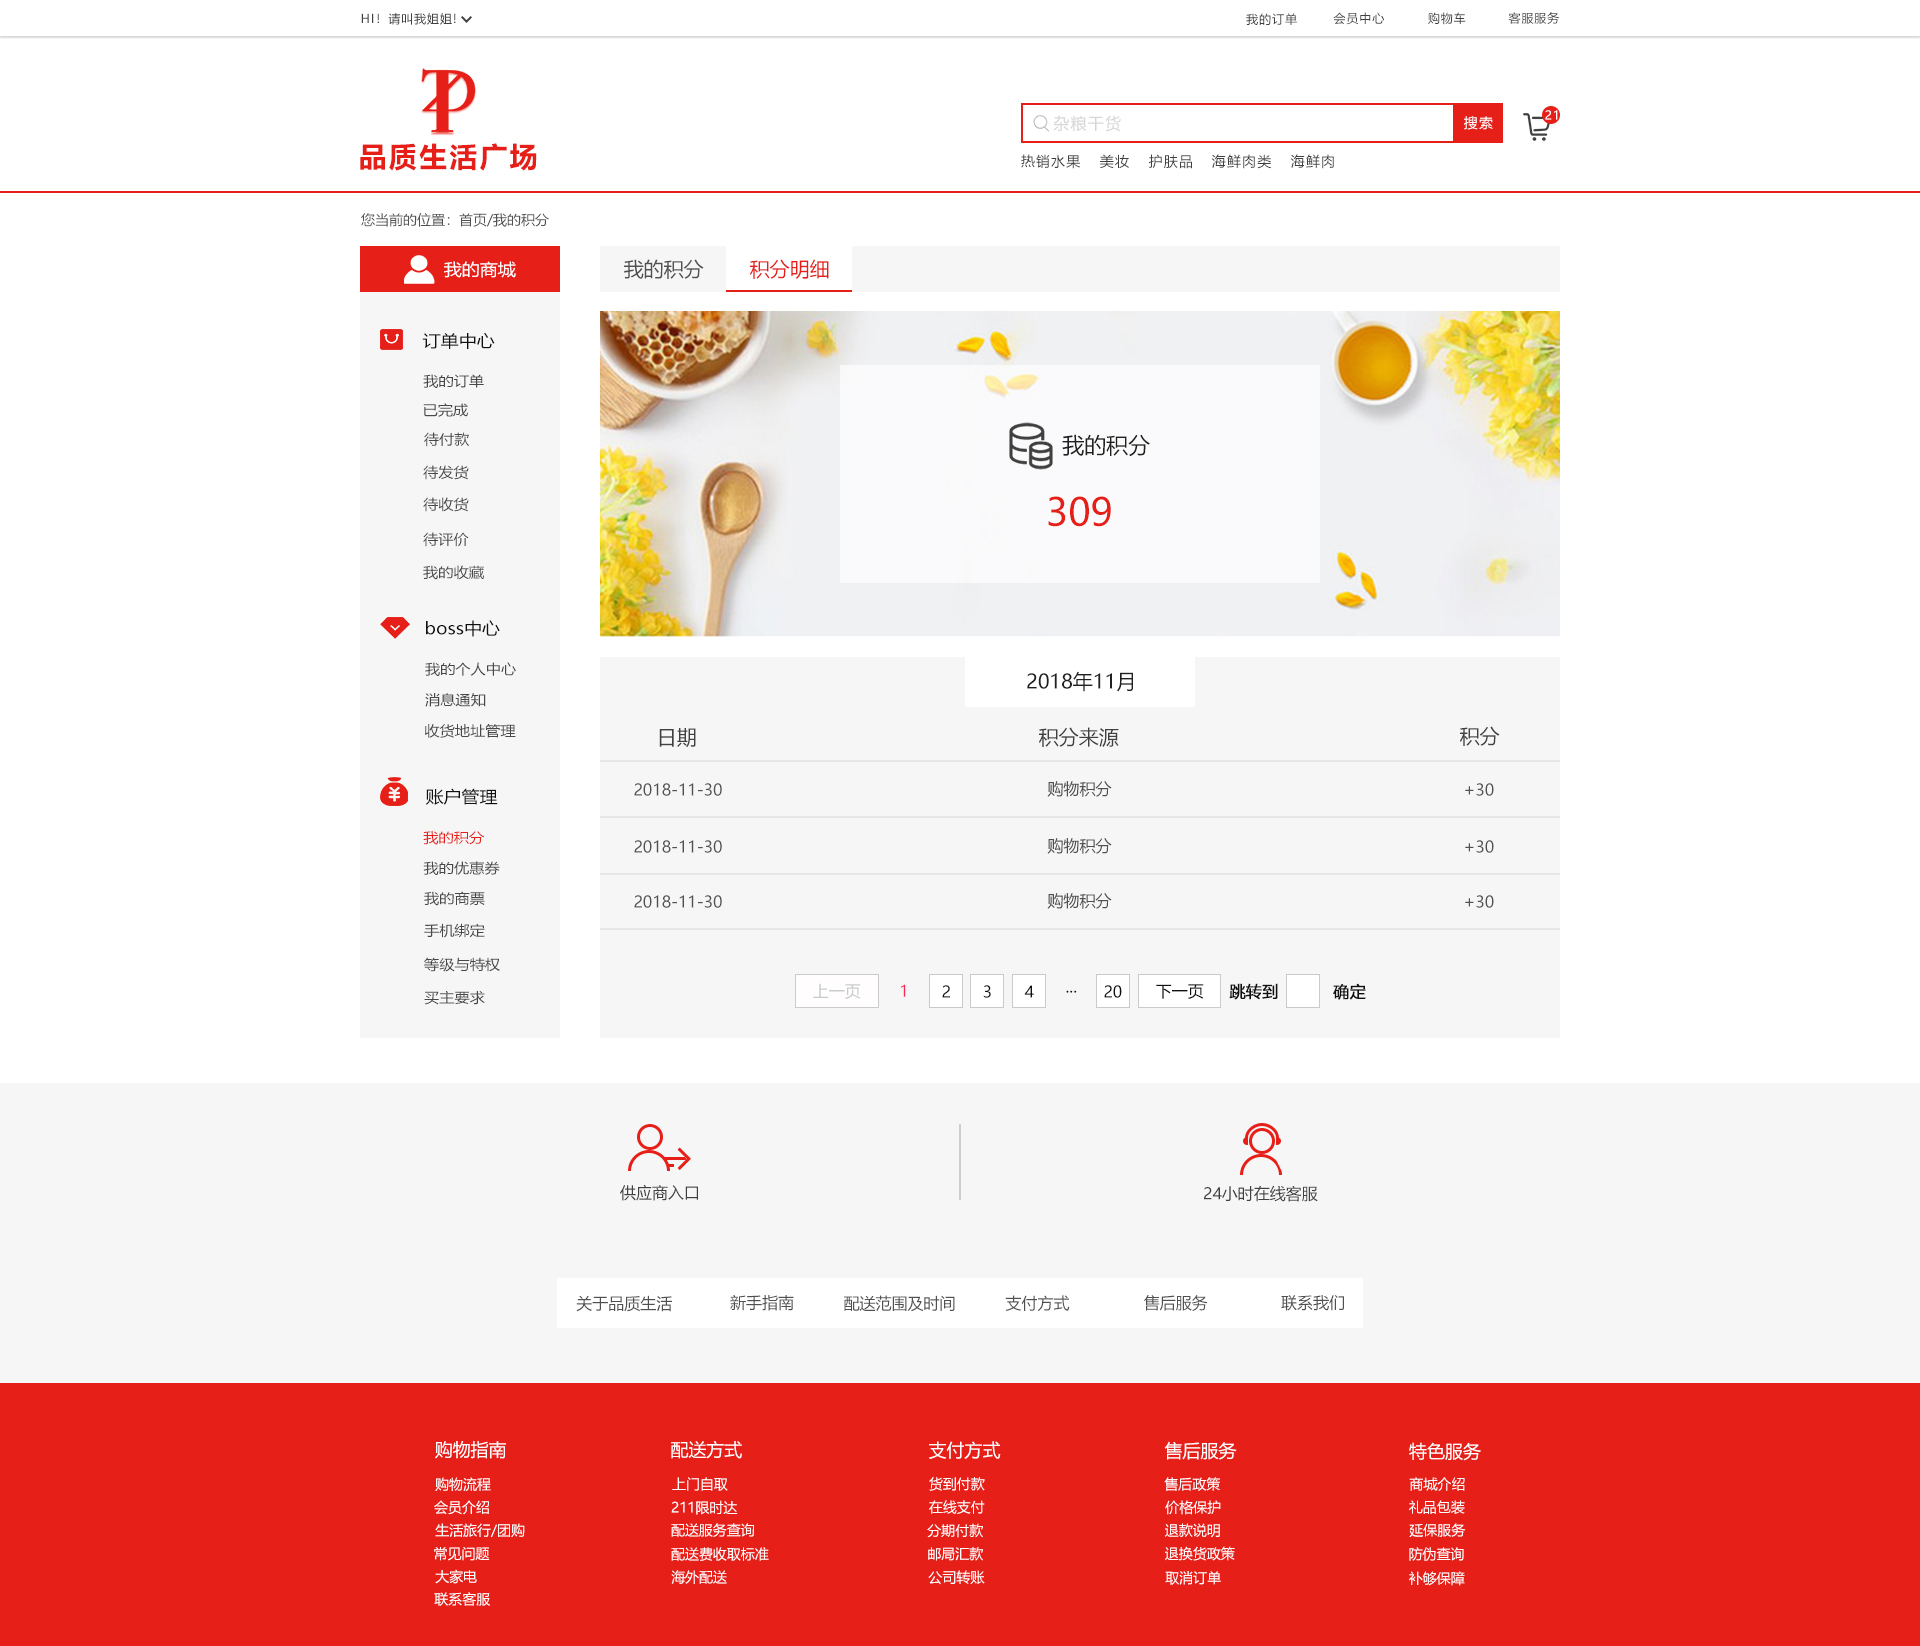 HI！请叫我姐姐!
我的订单 会员中心 购物车 客服服务
品质生活广场
杂粮干货 搜索 21
热销水果 美妆 护肤品 海鲜肉类 海鲜肉
您当前的位置：首页/我的积分
我的商城
订单中心
我的订单
已完成
待付款
待发货
待收货
待评价
我的收藏
boss中心
我的个人中心
消息通知
收货地址管理
账户管理
我的积分
我的优惠券
我的商票
手机绑定
等级与特权
买主要求
我的积分 积分明细
我的积分
309
2018年11月
日期 积分来源 积分
2018-11-30 购物积分 +30
2018-11-30 购物积分 +30
2018-11-30 购物积分 +30
上一页 1 2 3 4 ... 20 下一页 跳转到 确定
供应商入口
24小时在线客服
关于品质生活 新手指南 配送范围及时间 支付方式 售后服务 联系我们
购物指南
购物流程
会员介绍
生活旅行/团购
常见问题
大家电
联系客服
配送方式
上门自取
211限时达
配送服务查询
配送费收取标准
海外配送
支付方式
货到付款
在线支付
分期付款
邮局汇款
公司转账
售后服务
售后政策
价格保护
退款说明
退换货政策
取消订单
特色服务
商城介绍
礼品包装
延保服务
防伪查询
补够保障